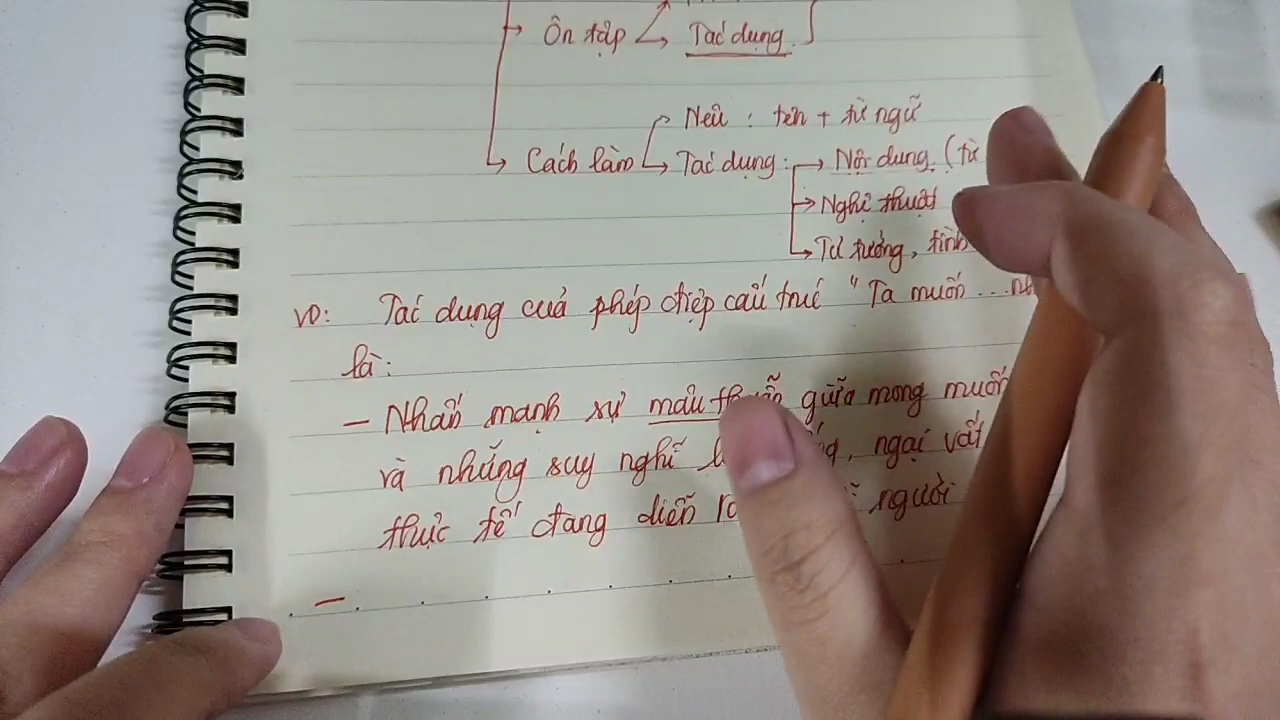 Ôn tập
Tác dụng
Nêu : tên + từ ngữ
Cách làm
Tác dụng :
Nội dung. (từ
Nghệ thuật
Tư tưởng, tình
VD: Tác dụng của phép điệp cấu trúc "Ta muốn ...
là:
– Nhấn mạnh sự mâu thuẫn giữa mong muốn
và những suy nghĩ ngại vất
thực tế đang diễn người
–